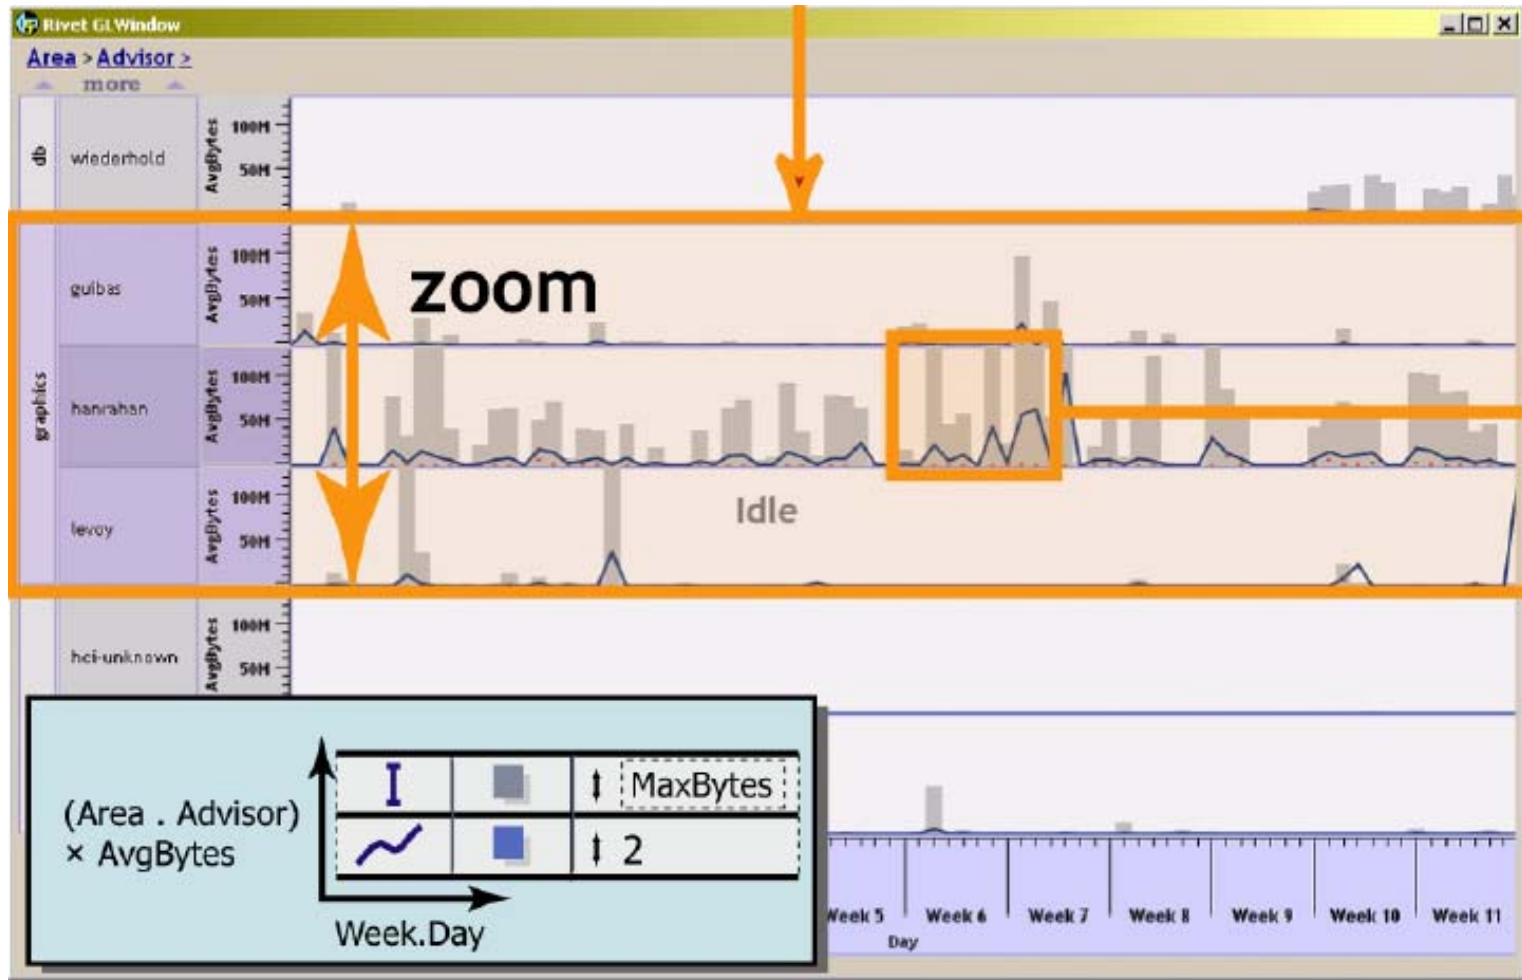 Rivet GLWindow
Area > Advisor >
more
db
wiederhold
AvgBytes
100M
50M
graphics
guibas
AvgBytes
100M
50M
zoom
hanrahan
AvgBytes
100M
50M
levoy
AvgBytes
100M
50M
Idle
hci-unknown
AvgBytes
100M
50M
(Area . Advisor)
× AvgBytes
MaxBytes
2
Week.Day
Week 5
Week 6
Week 7
Week 8
Week 9
Week 10
Week 11
Day